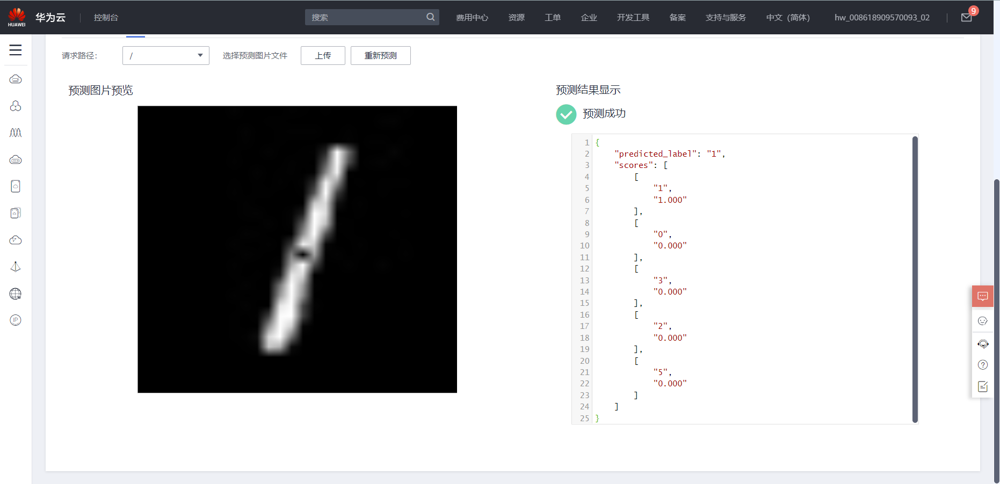 HUAWEI 华为云 控制台 搜索 费用中心 资源 工单 企业 开发工具 备案 支持与服务 中文（简体） hw_008618909570093_02 9
请求路径： / 选择预测图片文件 上传 重新预测
预测图片预览
预测结果显示
预测成功
1 {
2 "predicted_label": "1",
3 "scores": [
4 [
5 "1",
6 "1.000"
7 ],
8 [
9 "0",
10 "0.000"
11 ],
12 [
13 "3",
14 "0.000"
15 ],
16 [
17 "2",
18 "0.000"
19 ],
20 [
21 "5",
22 "0.000"
23 ]
24 ]
25 }
W
IP